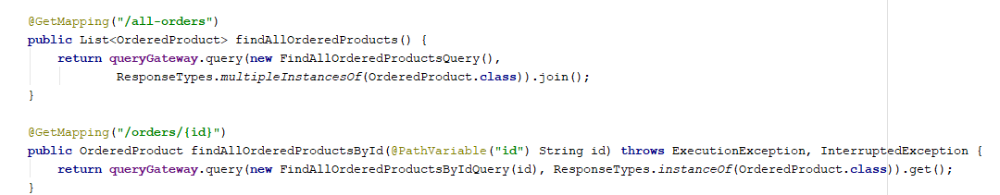 @GetMapping("/all-orders")
public List<OrderedProduct> findAllOrderedProducts() {
    return queryGateway.query(new FindAllOrderedProductsQuery(),
            ResponseTypes.multipleInstancesOf(OrderedProduct.class)).join();
}

@GetMapping("/orders/{id}")
public OrderedProduct findAllOrderedProductsById(@PathVariable("id") String id) throws ExecutionException, InterruptedException {
    return queryGateway.query(new FindAllOrderedProductsByIdQuery(id), ResponseTypes.instanceOf(OrderedProduct.class)).get();
}